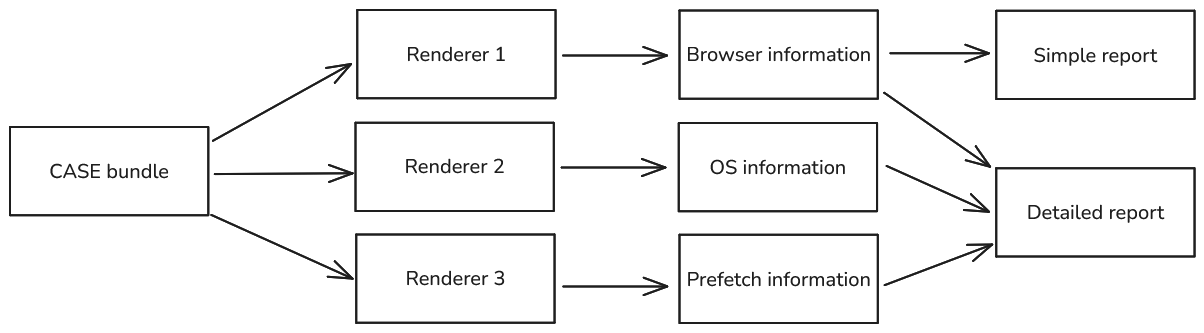 CASE bundle
Renderer 1
Renderer 2
Renderer 3
Browser information
OS information
Prefetch information
Simple report
Detailed report